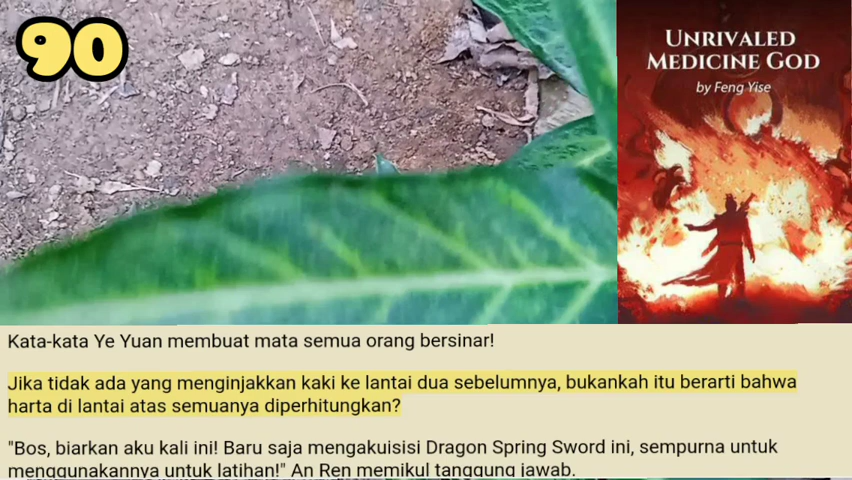 90
UNRIVALED
MEDICINE GOD
by Feng Yise
Kata-kata Ye Yuan membuat mata semua orang bersinar!
Jika tidak ada yang menginjakkan kaki ke lantai dua sebelumnya, bukankah itu berarti bahwa
harta di lantai atas semuanya diperhitungkan?
"Bos, biarkan aku kali ini! Baru saja mengakuisisi Dragon Spring Sword ini, sempurna untuk
menggunakannya untuk latihan!" An Ren memikul tanggung jawab.